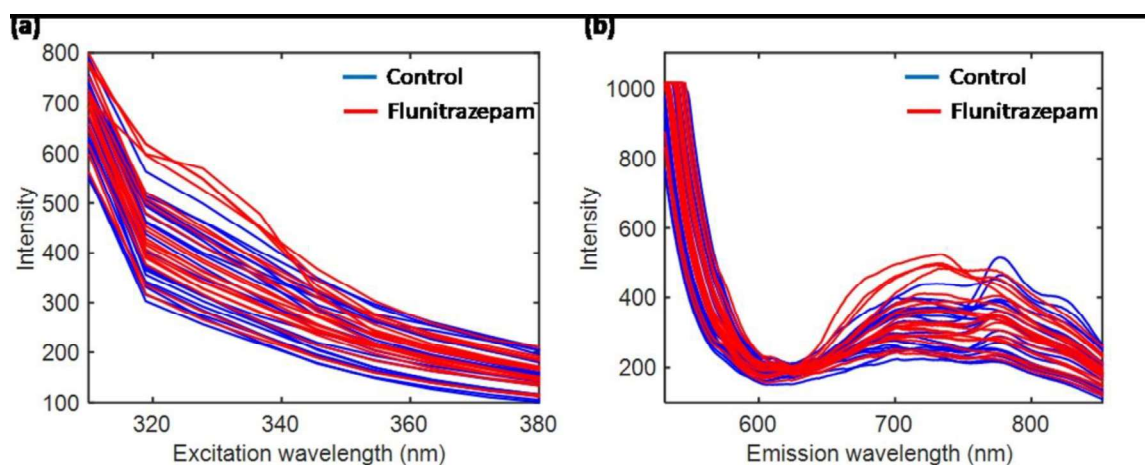 (a)
800
700
600
500
400
300
200
100
320
340
360
380
Intensity
Excitation wavelength (nm)
Control
Flunitrazepam
(b)
1000
800
600
400
200
600
700
800
Intensity
Emission wavelength (nm)
Control
Flunitrazepam